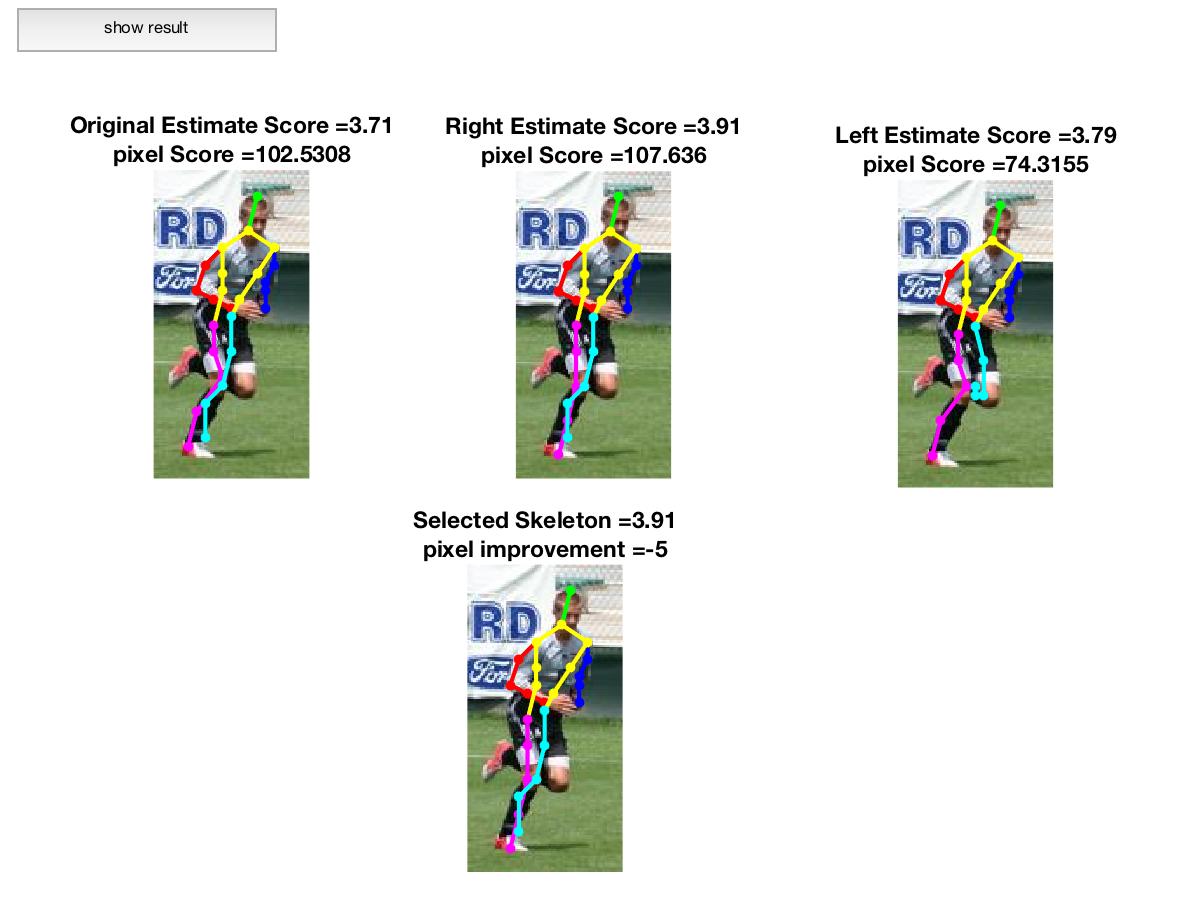 show result
Original Estimate Score =3.71
pixel Score =102.5308
Right Estimate Score =3.91
pixel Score =107.636
Left Estimate Score =3.79
pixel Score =74.3155
RD
Ford
RD
Ford
RD
Ford
Selected Skeleton =3.91
pixel improvement =-5
RD
Ford